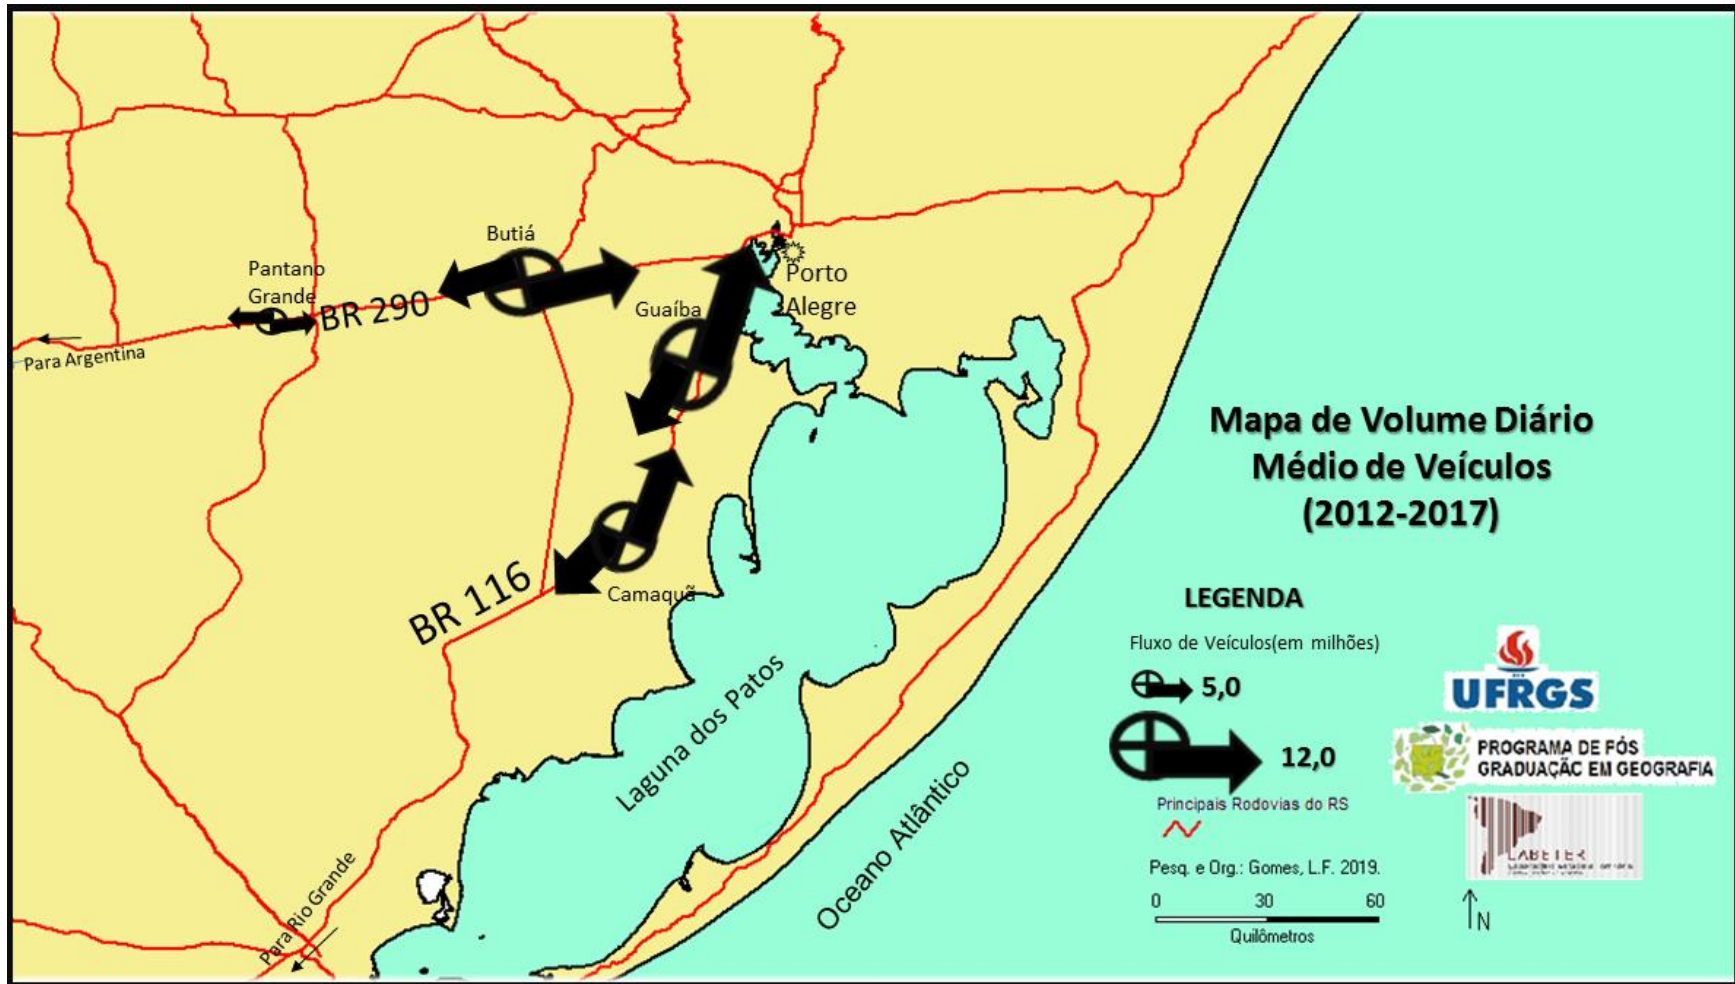 Butiá
Pantano
Grande
BR 290
Para Argentina
Guaíba
Porto
Alegre
BR 116
Camaquã
Laguna dos Patos
Oceano Atlântico
Para Rio Grande
Mapa de Volume Diário
Médio de Veículos
(2012-2017)
LEGENDA
Fluxo de Veículos(em milhões)
5,0
12,0
Principais Rodovias do RS
Pesq. e Org.: Gomes, L.F. 2019.
0 30 60
Quilômetros
N
UFRGS
PROGRAMA DE PÓS
GRADUAÇÃO EM GEOGRAFIA
LABETER